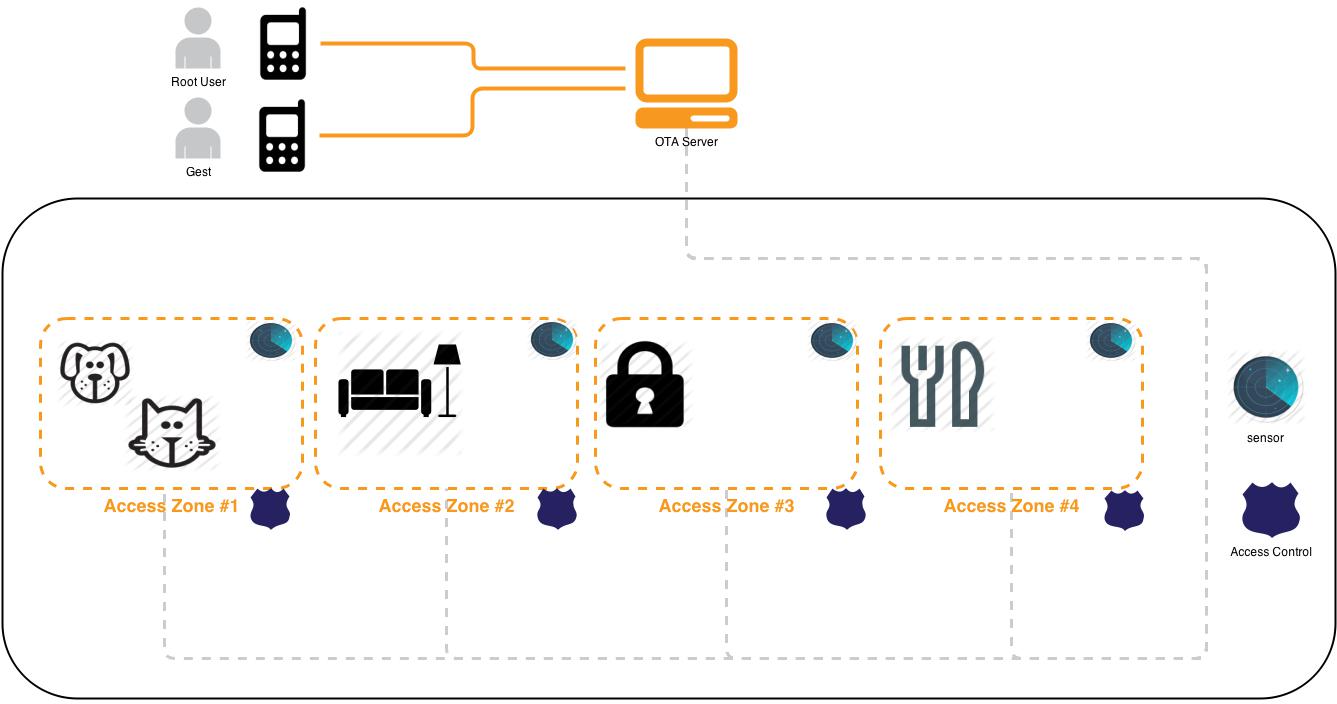 Root User
Gest
OTA Server
Access Zone #1
Access Zone #2
Access Zone #3
Access Zone #4
sensor
Access Control